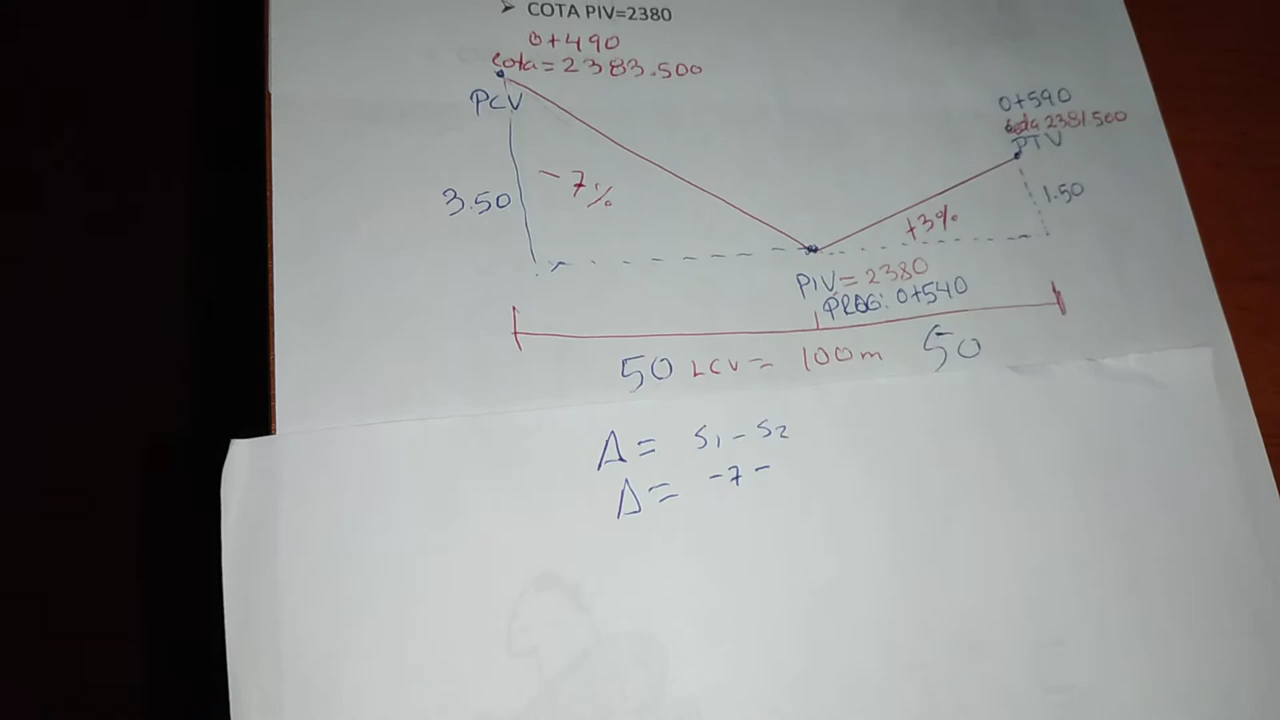 ➤ COTA PIV=2380
0+490
Cota=2383.500
PCV
0+590
Cota 2381.500
PTV
3.50
-7%
1.50
+3%
PIV=2380
PROG: 0+540
50 LCV= 100m 50
Δ= S1-S2
Δ= -7-